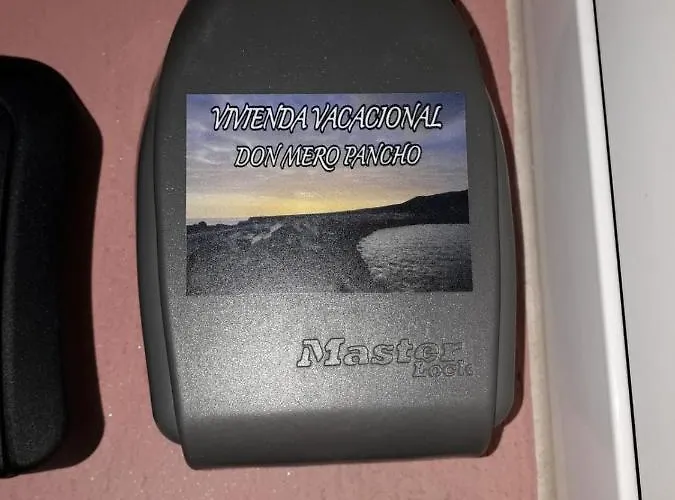 VIVIENDA VACACIONAL
DON MERO PANCHO
Master
Lock